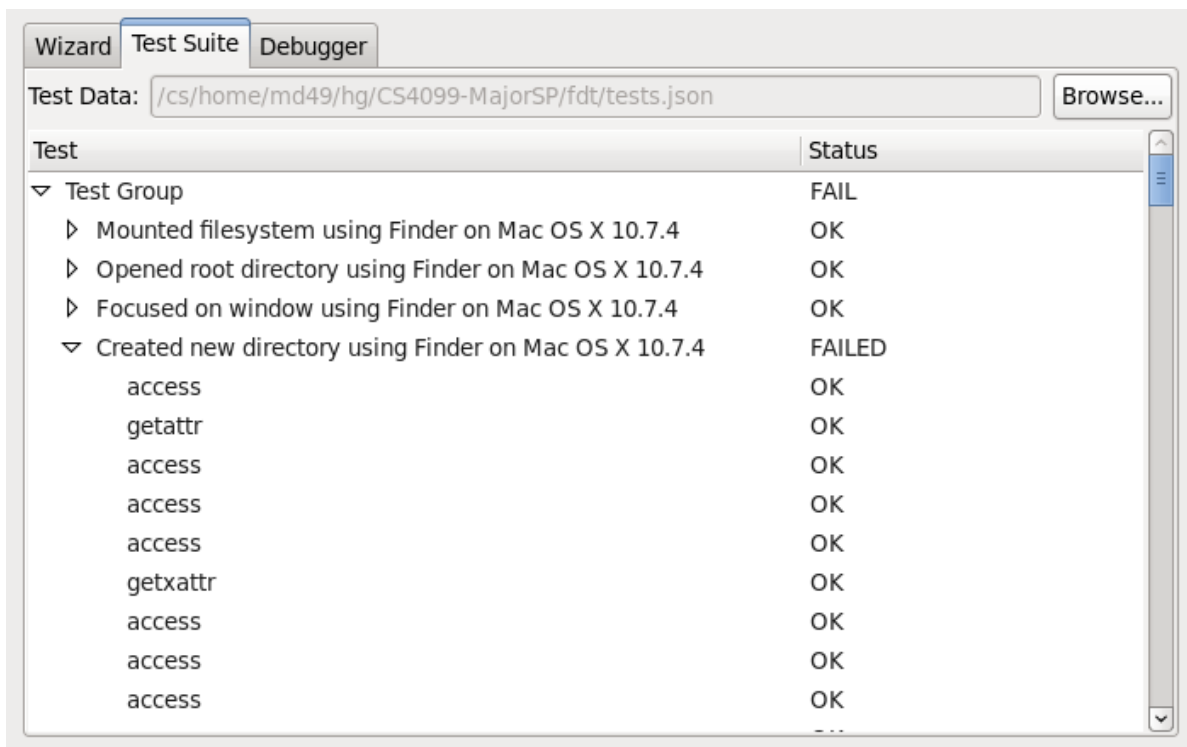 Wizard Test Suite Debugger
Test Data: /cs/home/md49/hg/CS4099-MajorSP/fdt/tests.json Browse...
Test Status
Test Group FAIL
Mounted filesystem using Finder on Mac OS X 10.7.4 OK
Opened root directory using Finder on Mac OS X 10.7.4 OK
Focused on window using Finder on Mac OS X 10.7.4 OK
Created new directory using Finder on Mac OS X 10.7.4 FAILED
access OK
getattr OK
access OK
access OK
access OK
getxattr OK
access OK
access OK
access OK